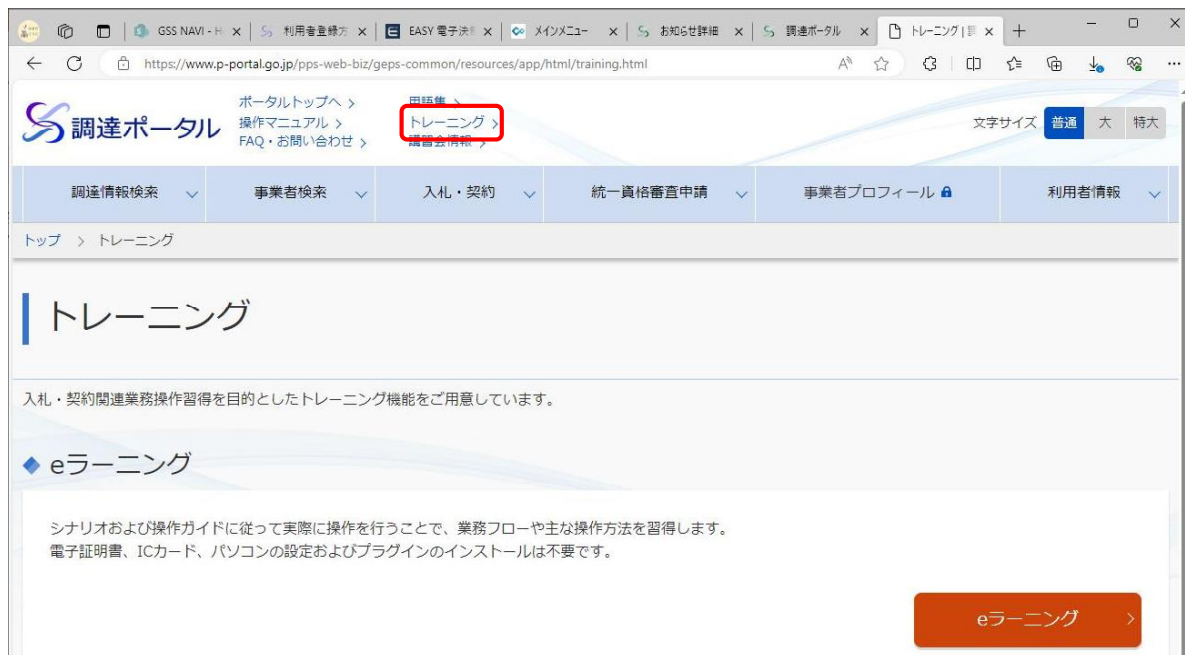 GSS NAVI - H
利用者登録方
EASY 電子決
メインメニュー
お知らせ詳細
調達ポータル
トレーニング |
https://www.p-portal.go.jp/pps-web-biz/geps-common/resources/app/html/training.html
調達ポータル
ポータルトップへ >
操作マニュアル >
FAQ・お問い合わせ >
用語集 >
トレーニング >
講習会情報 >
文字サイズ 普通 大 特大
調達情報検索 事業者検索 入札・契約 統一資格審査申請 事業者プロフィール 利用者情報
トップ > トレーニング
トレーニング
入札・契約関連業務操作習得を目的としたトレーニング機能をご用意しています。
eラーニング
シナリオおよび操作ガイドに従って実際に操作を行うことで、業務フローや主な操作方法を習得します。
電子証明書、ICカード、パソコンの設定およびプラグインのインストールは不要です。
eラーニング >